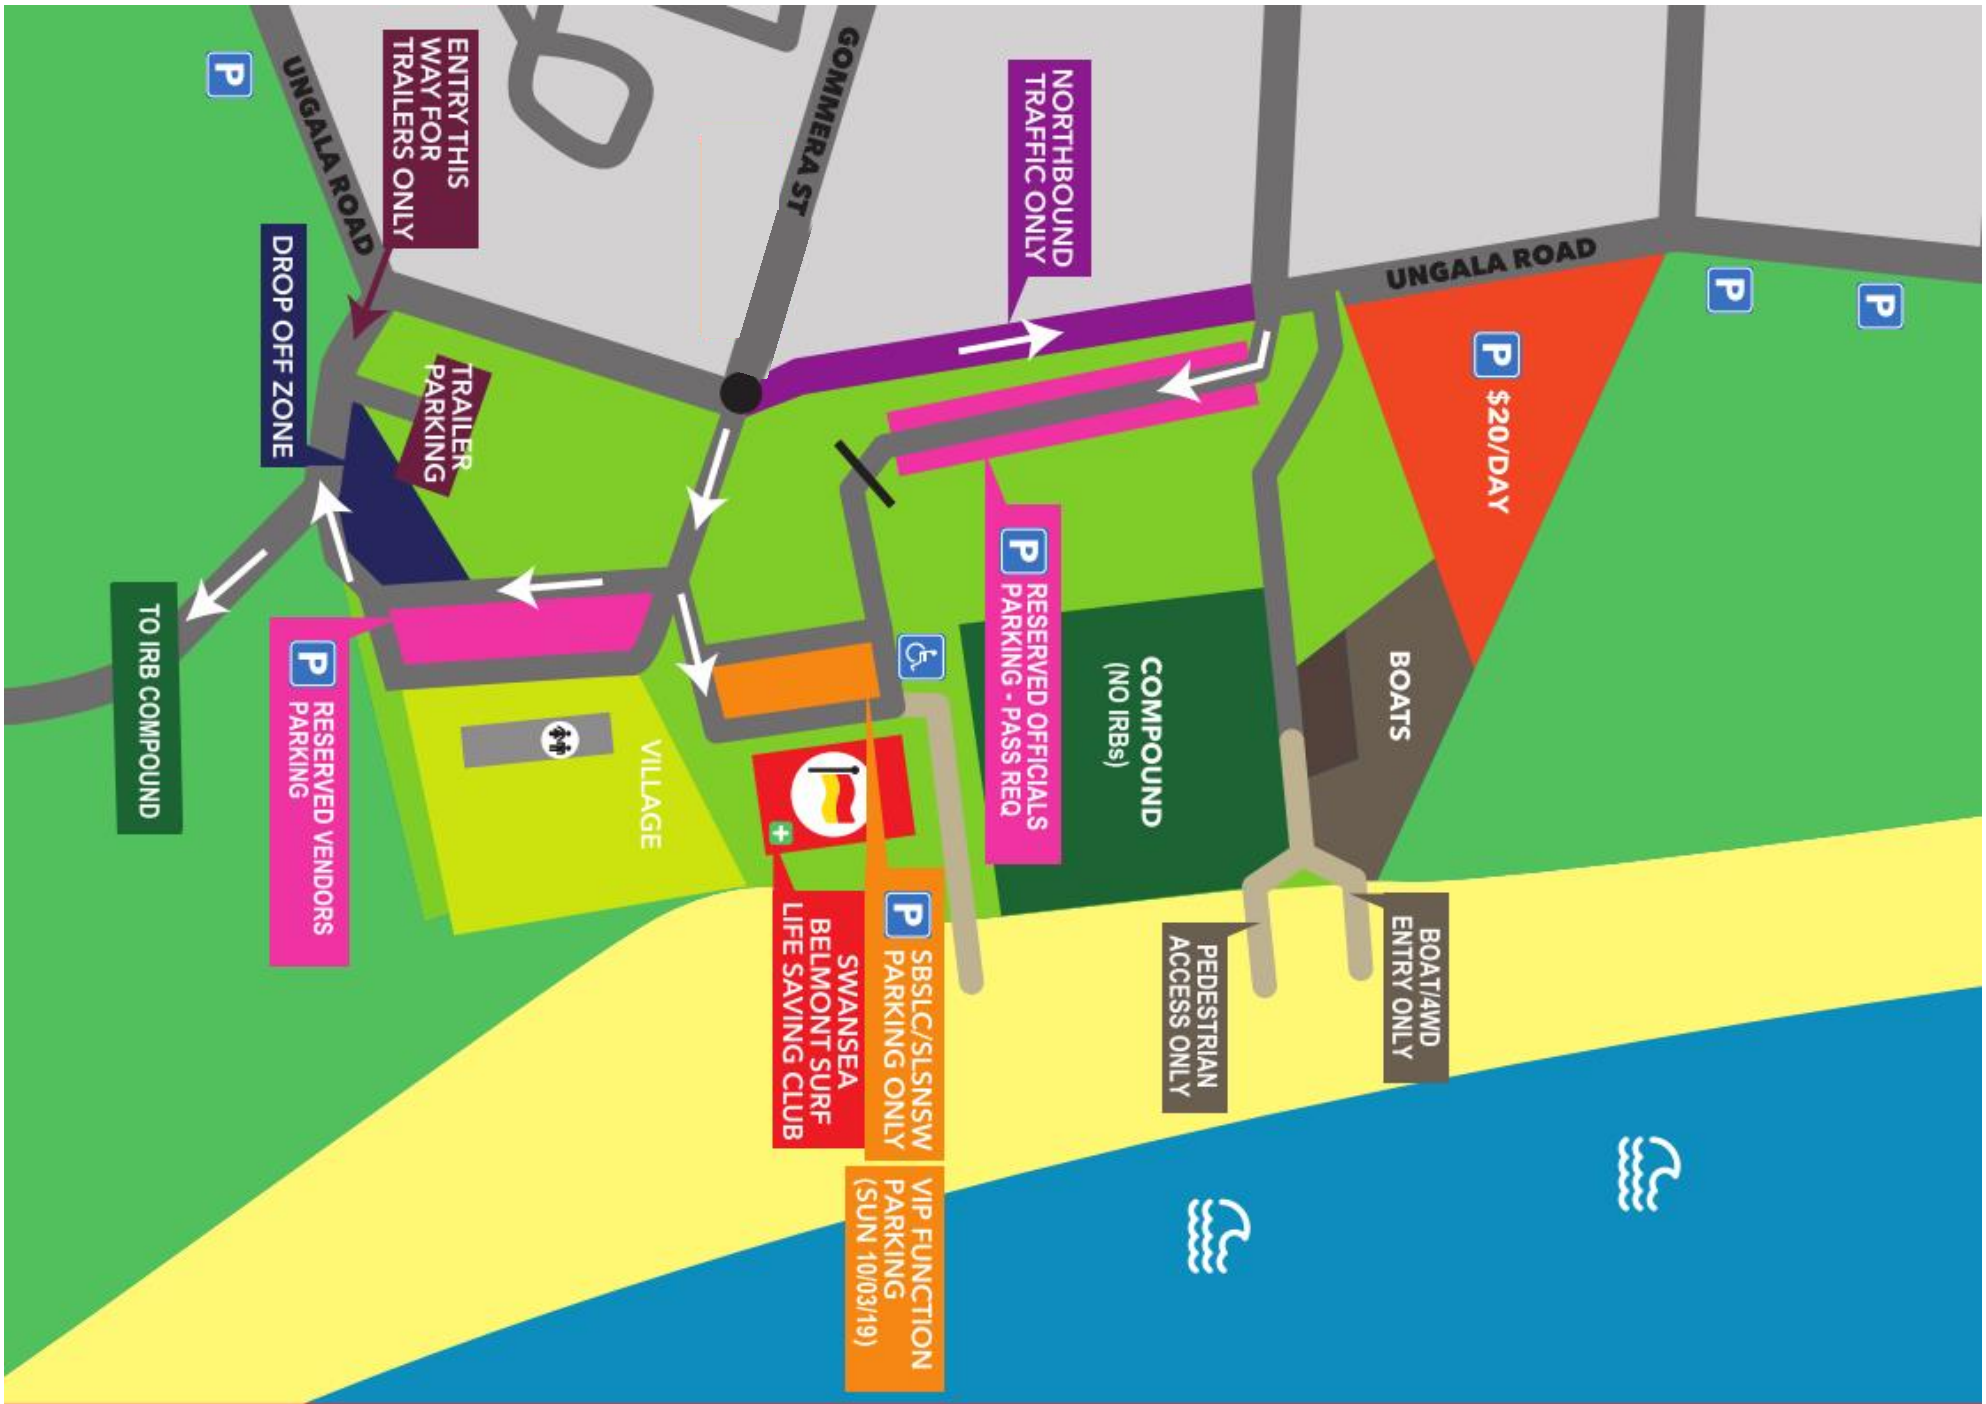 UNGALA ROAD
ENTRY THIS
WAY FOR
TRAILERS ONLY
GOMMERA ST
NORTHBOUND
TRAFFIC ONLY
UNGALA ROAD
P
P
P
P
$20/DAY
DROP OFF ZONE
TRAILER
PARKING
P
RESERVED OFFICIALS
PARKING - PASS REQ
COMPOUND
(NO IRBs)
BOATS
TO IRB COMPOUND
P
RESERVED VENDORS
PARKING
VILLAGE
SWANSEA
BELMONT SURF
LIFE SAVING CLUB
P
SBSLC/SLSNSW
PARKING ONLY
VIP FUNCTION
PARKING
(SUN 10/03/19)
PEDESTRIAN
ACCESS ONLY
BOAT/4WD
ENTRY ONLY